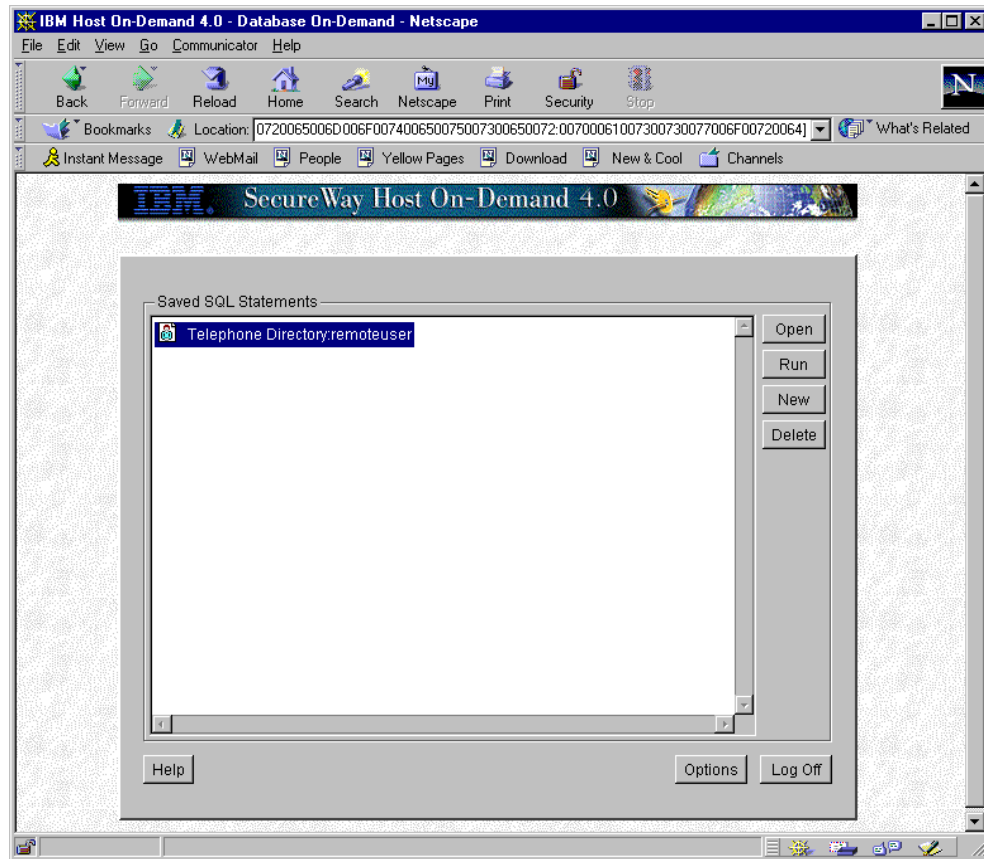 IBM Host On-Demand 4.0 - Database On-Demand - Netscape
File Edit View Go Communicator Help
My
N
Back Forward Reload Home Search Netscape Print Security Stop
Bookmarks Location: 0720065006D006F007400650075007300650072:00700061007300730077006F00720064] What's Related
Instant Message WebMail People Yellow Pages Download New & Cool Channels
IBM. SecureWay Host On-Demand 4.0
Saved SQL Statements
Telephone Directory:remoteuser
Open
Run
New
Delete
Help Options Log Off